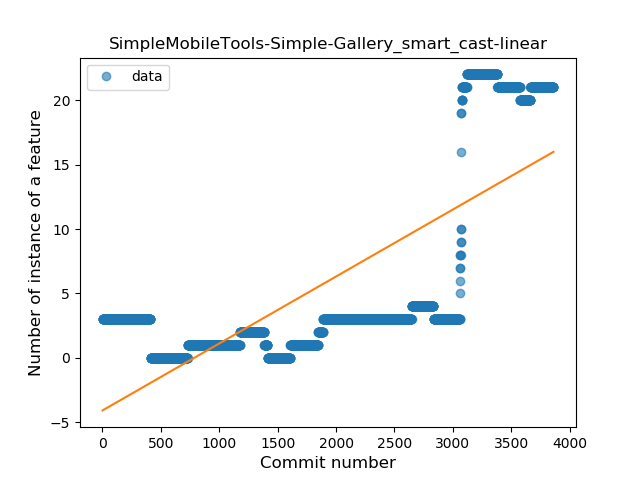 SimpleMobileTools-Simple-Gallery_smart_cast-linear
data
Number of instance of a feature
20
15
10
5
0
−5
0 500 1000 1500 2000 2500 3000 3500 4000
Commit number